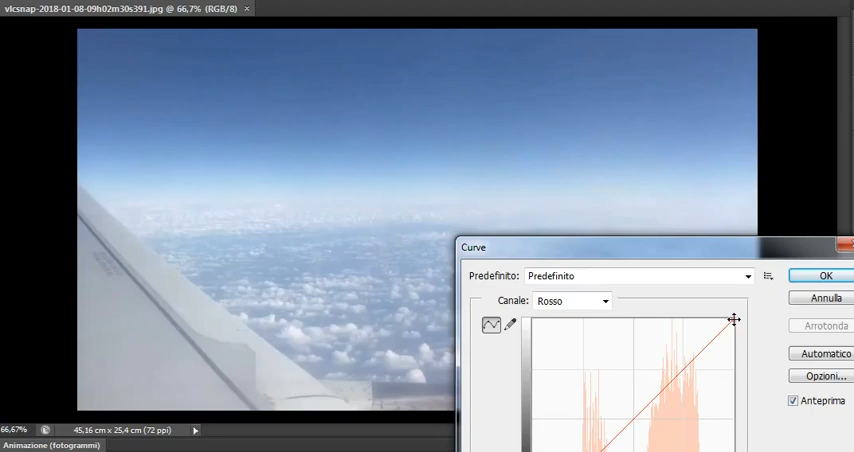 vlcsnap-2018-01-08-09h02m30s391.jpg @ 66,7% (RGB/8) ×
Curve
Predefinito: Predefinito
OK
Canale: Rosso
Annulla
Arrotonda
Automatico
Opzioni...
Anteprima
66,67%
45,16 cm x 25,4 cm (72 ppi)
Animazione (fotogrammi)